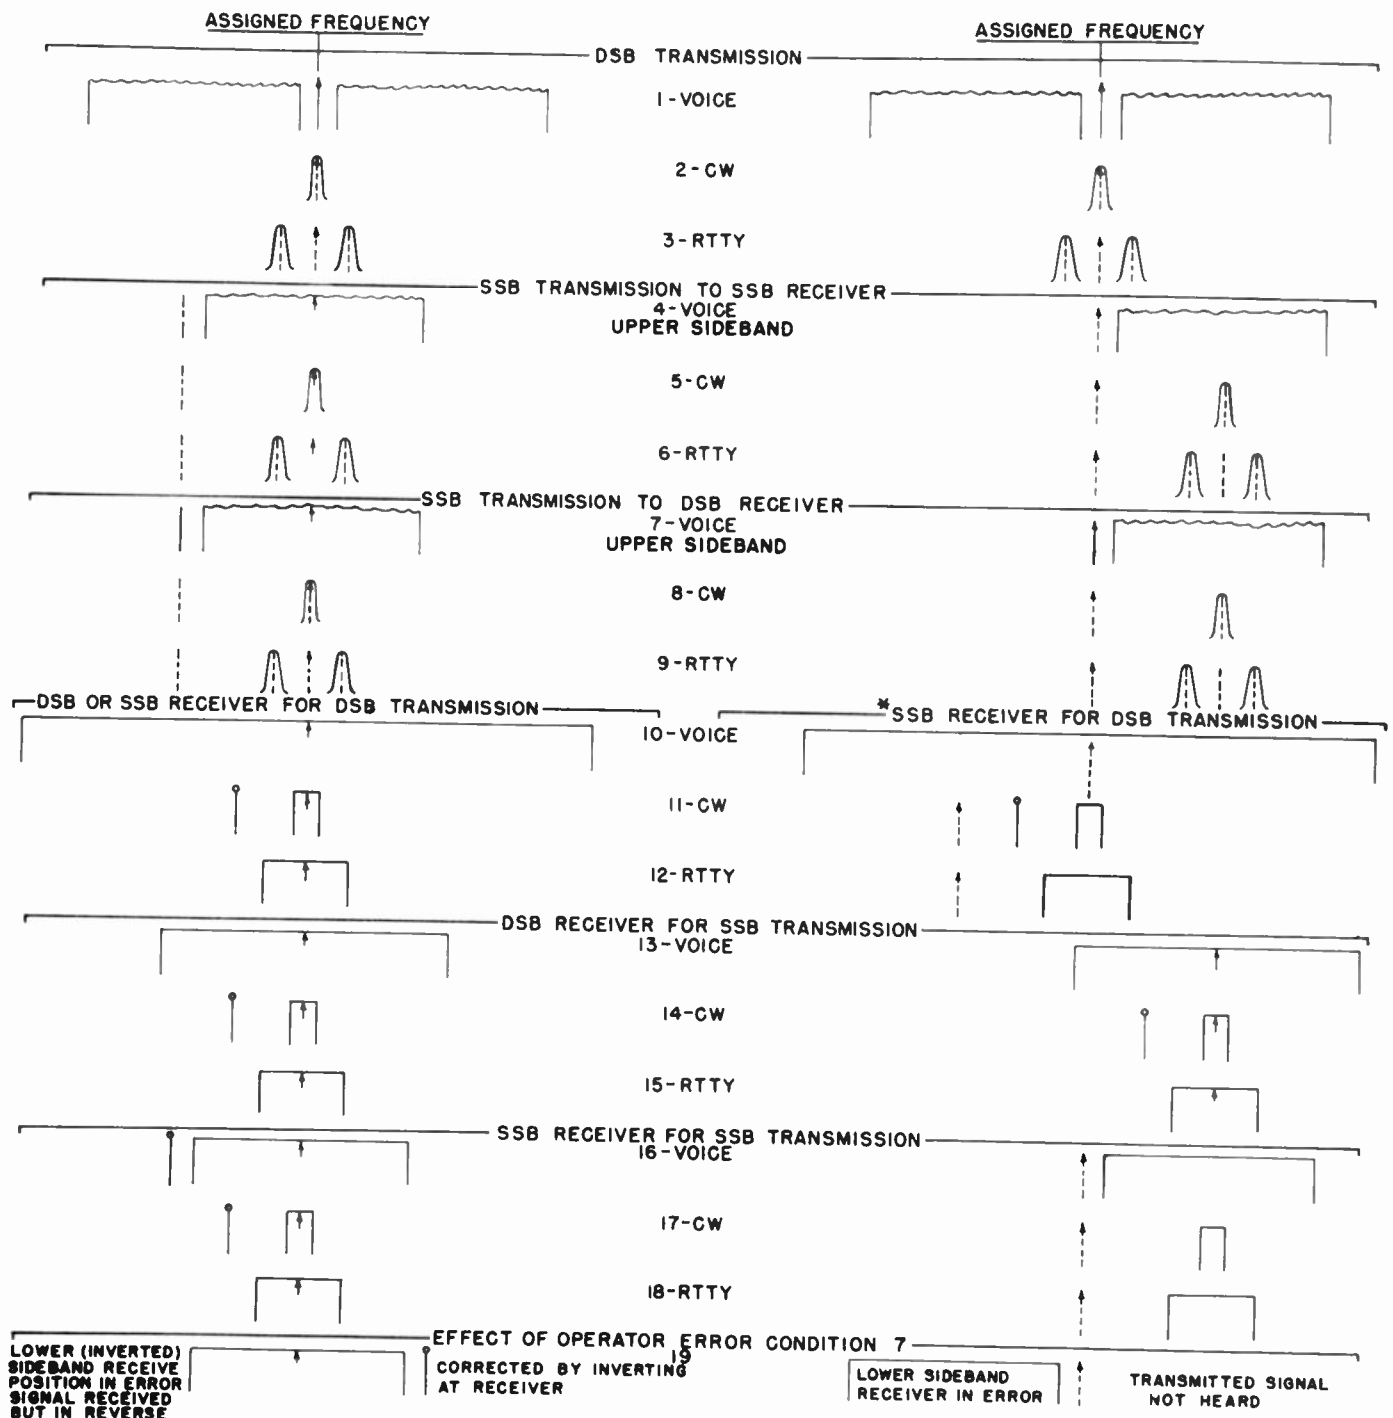 ASSIGNED FREQUENCY
ASSIGNED FREQUENCY
DSB TRANSMISSION
1-VOICE
2-CW
3-RTTY
SSB TRANSMISSION TO SSB RECEIVER
4-VOICE
UPPER SIDEBAND
5-CW
6-RTTY
SSB TRANSMISSION TO DSB RECEIVER
7-VOICE
UPPER SIDEBAND
8-CW
9-RTTY
DSB OR SSB RECEIVER FOR DSB TRANSMISSION
*SSB RECEIVER FOR DSB TRANSMISSION
10-VOICE
11-CW
12-RTTY
DSB RECEIVER FOR SSB TRANSMISSION
13-VOICE
14-CW
15-RTTY
SSB RECEIVER FOR SSB TRANSMISSION
16-VOICE
17-CW
18-RTTY
EFFECT OF OPERATOR ERROR CONDITION 7
19
LOWER (INVERTED)
SIDEBAND RECEIVE
POSITION IN ERROR
SIGNAL RECEIVED
BUT IN REVERSE
CORRECTED BY INVERTING
AT RECEIVER
LOWER SIDEBAND
RECEIVER IN ERROR
TRANSMITTED SIGNAL
NOT HEARD